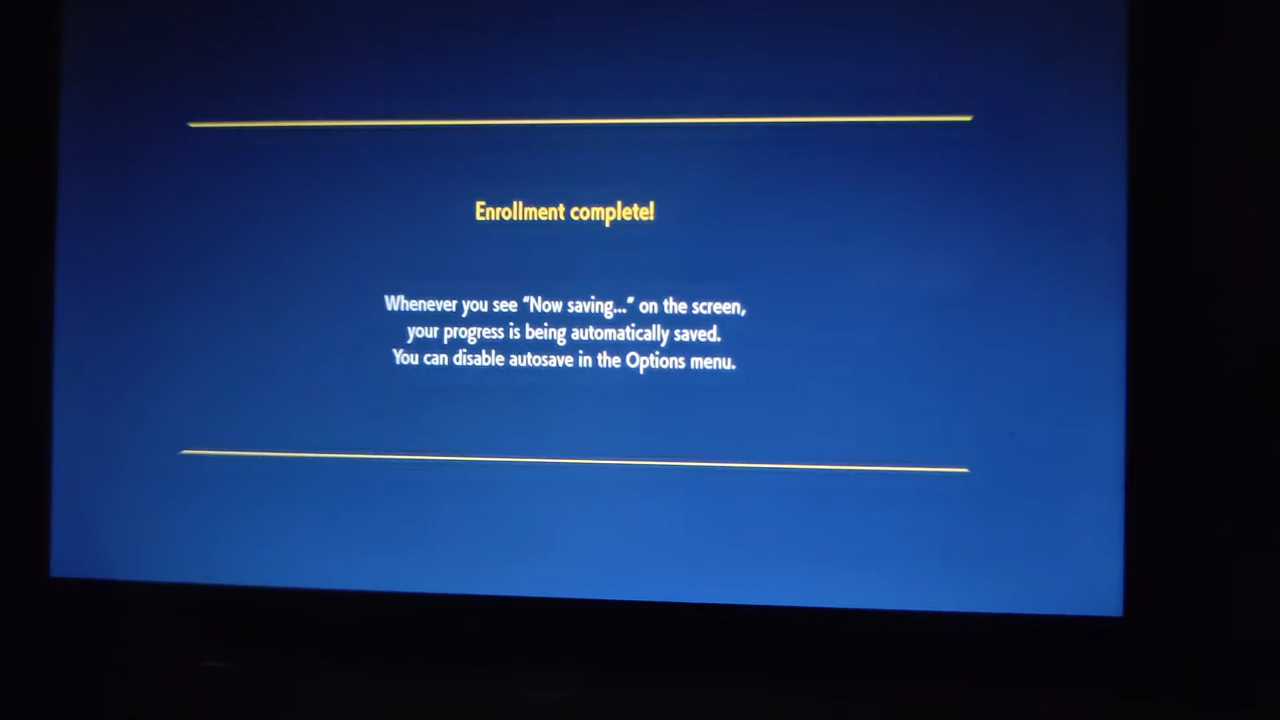 Enrollment complete!
Whenever you see “Now saving...” on the screen,
your progress is being automatically saved.
You can disable autosave in the Options menu.